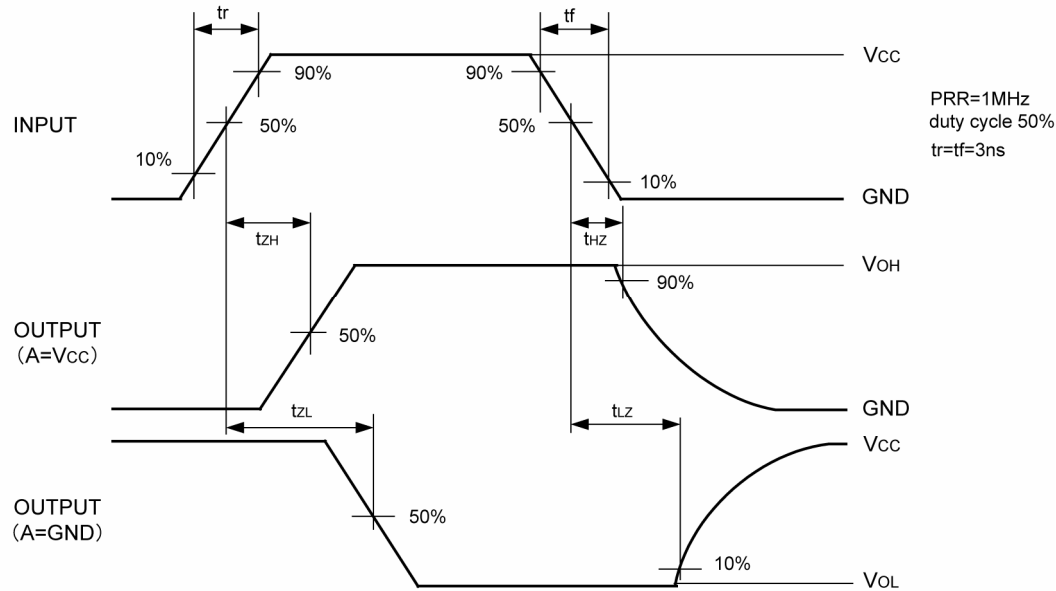 tr
tf
VCC
90%
90%
PRR=1MHz
INPUT
50%
50%
duty cycle 50%
tr=tf=3ns
10%
10%
GND
tZH
tHZ
VOH
90%
OUTPUT
(A=VCC)
50%
GND
tZL
tLZ
VCC
OUTPUT
(A=GND)
50%
10%
VOL